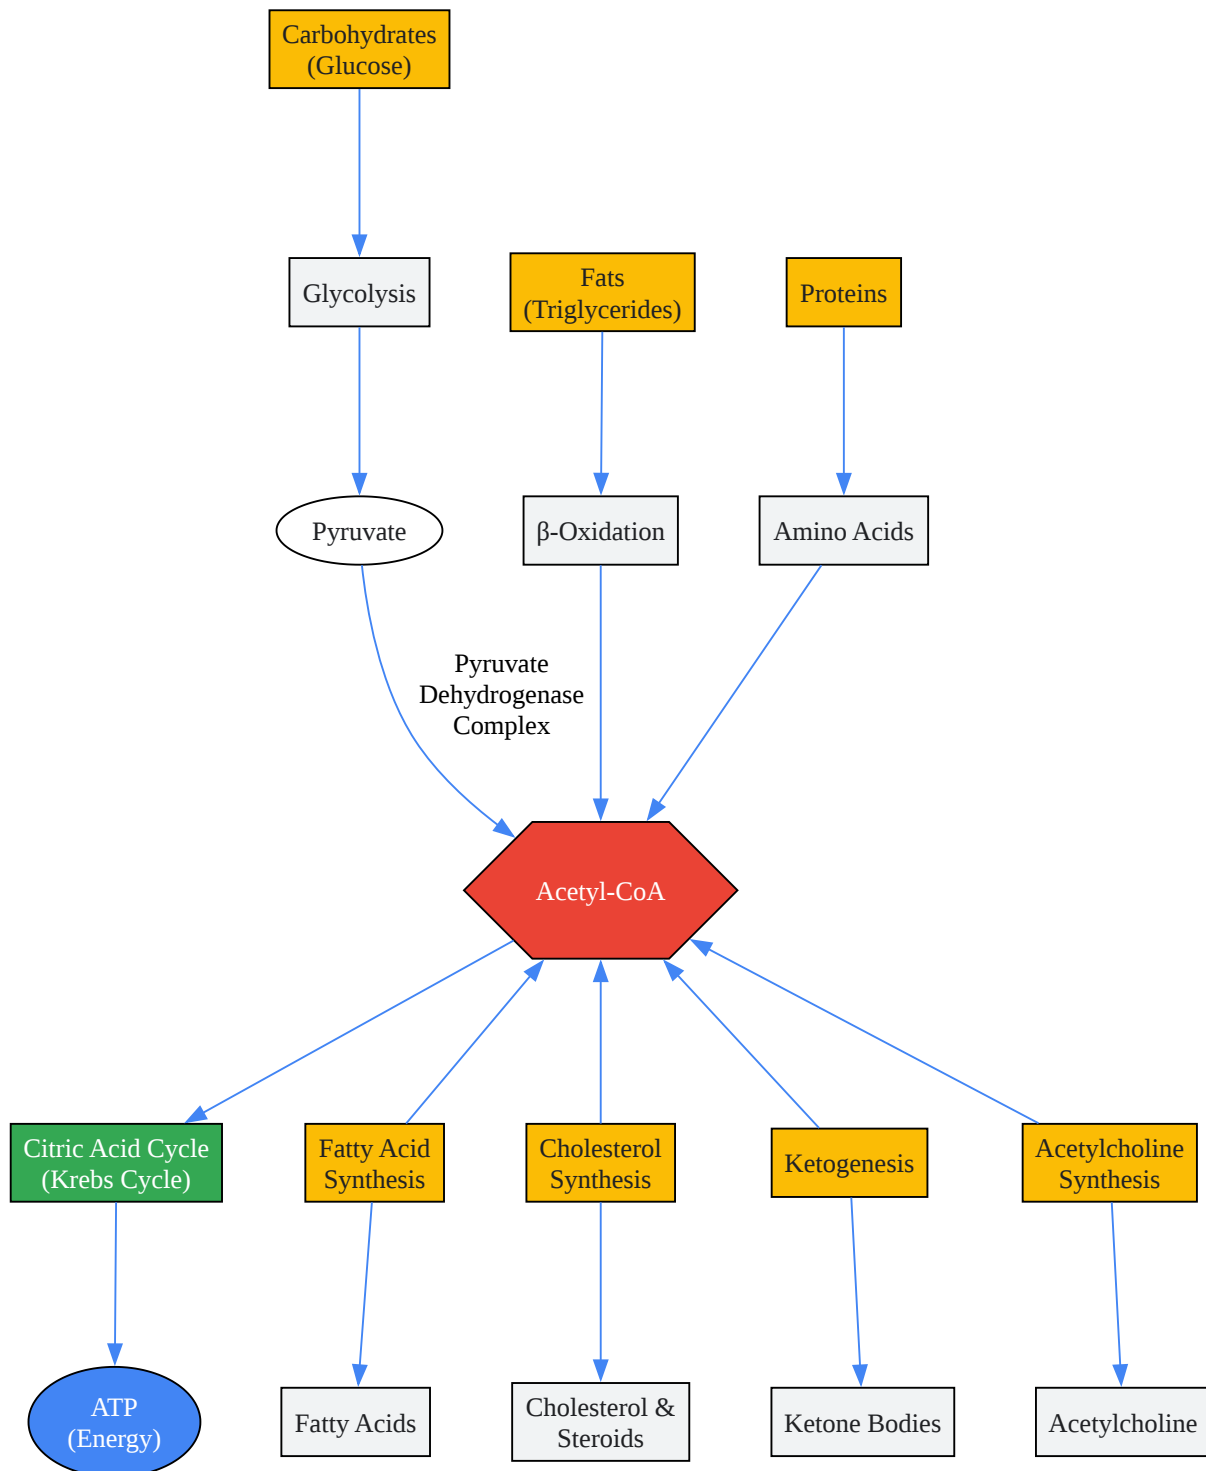 Carbohydrates
(Glucose)
Glycolysis
Fats
(Triglycerides)
Proteins
Pyruvate
β-Oxidation
Amino Acids
Pyruvate
Dehydrogenase
Complex
Acetyl-CoA
Citric Acid Cycle
(Krebs Cycle)
Fatty Acid
Synthesis
Cholesterol
Synthesis
Ketogenesis
Acetylcholine
Synthesis
ATP
(Energy)
Fatty Acids
Cholesterol &
Steroids
Ketone Bodies
Acetylcholine